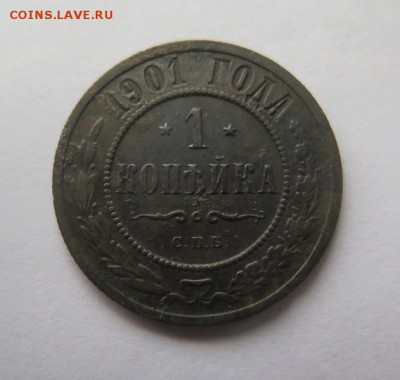 COINS.LAVE.RU
1901 ГОДА
* 1 *
КОПѢЙКА
С.П.Б.